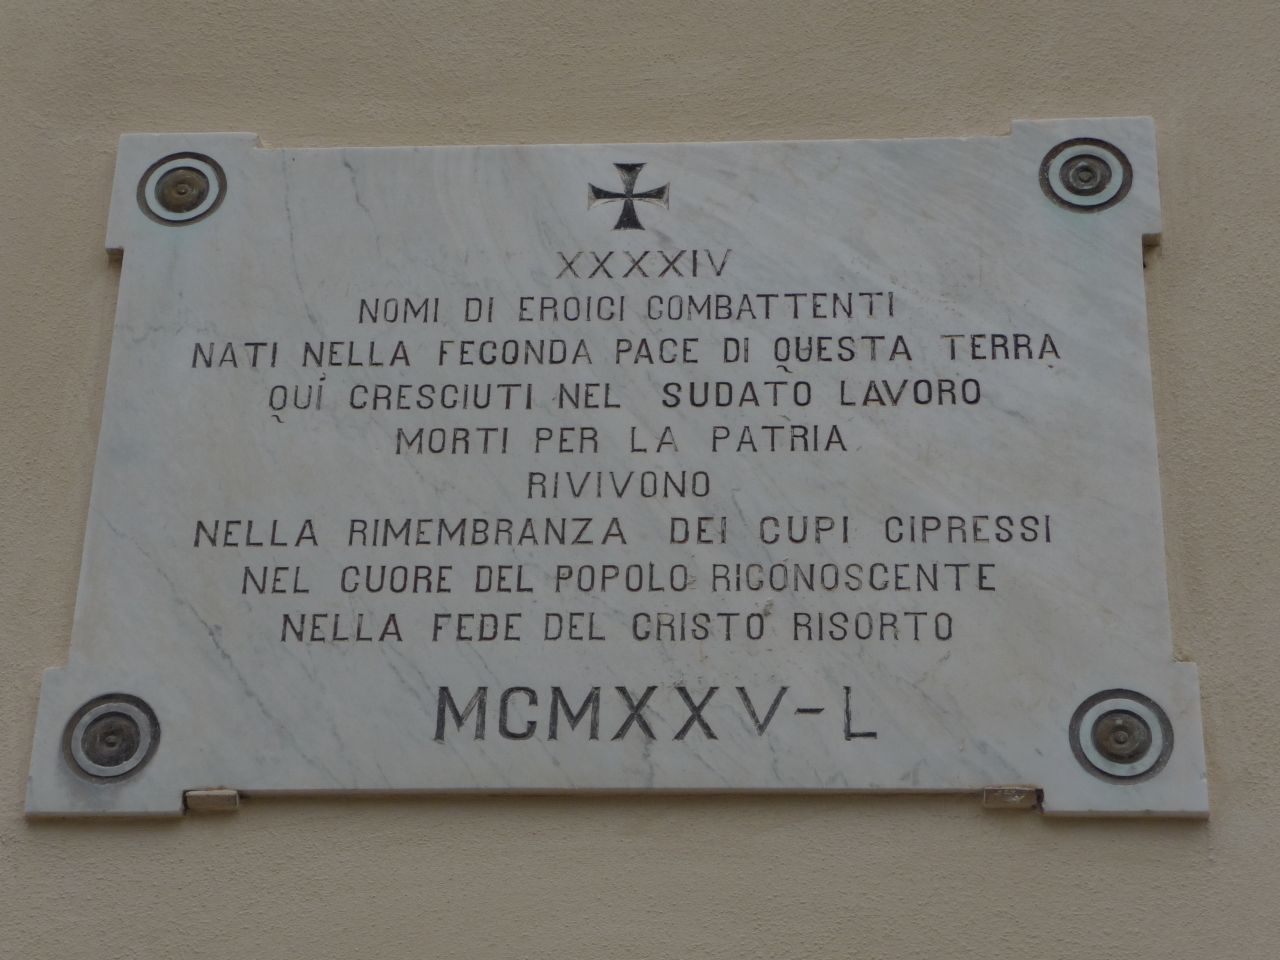 XXXXIV
NOMI DI EROICI COMBATTENTI
NATI NELLA FECONDA PACE DI QUESTA TERRA
QUÌ CRESCIUTI NEL SUDATO LAVORO
MORTI PER LA PATRIA
RIVIVONO
NELLA RIMEMBRANZA DEI CUPI CIPRESSI
NEL CUORE DEL POPOLO RICONOSCENTE
NELLA FEDE DEL CRISTO RISORTO
MCMXXV-L